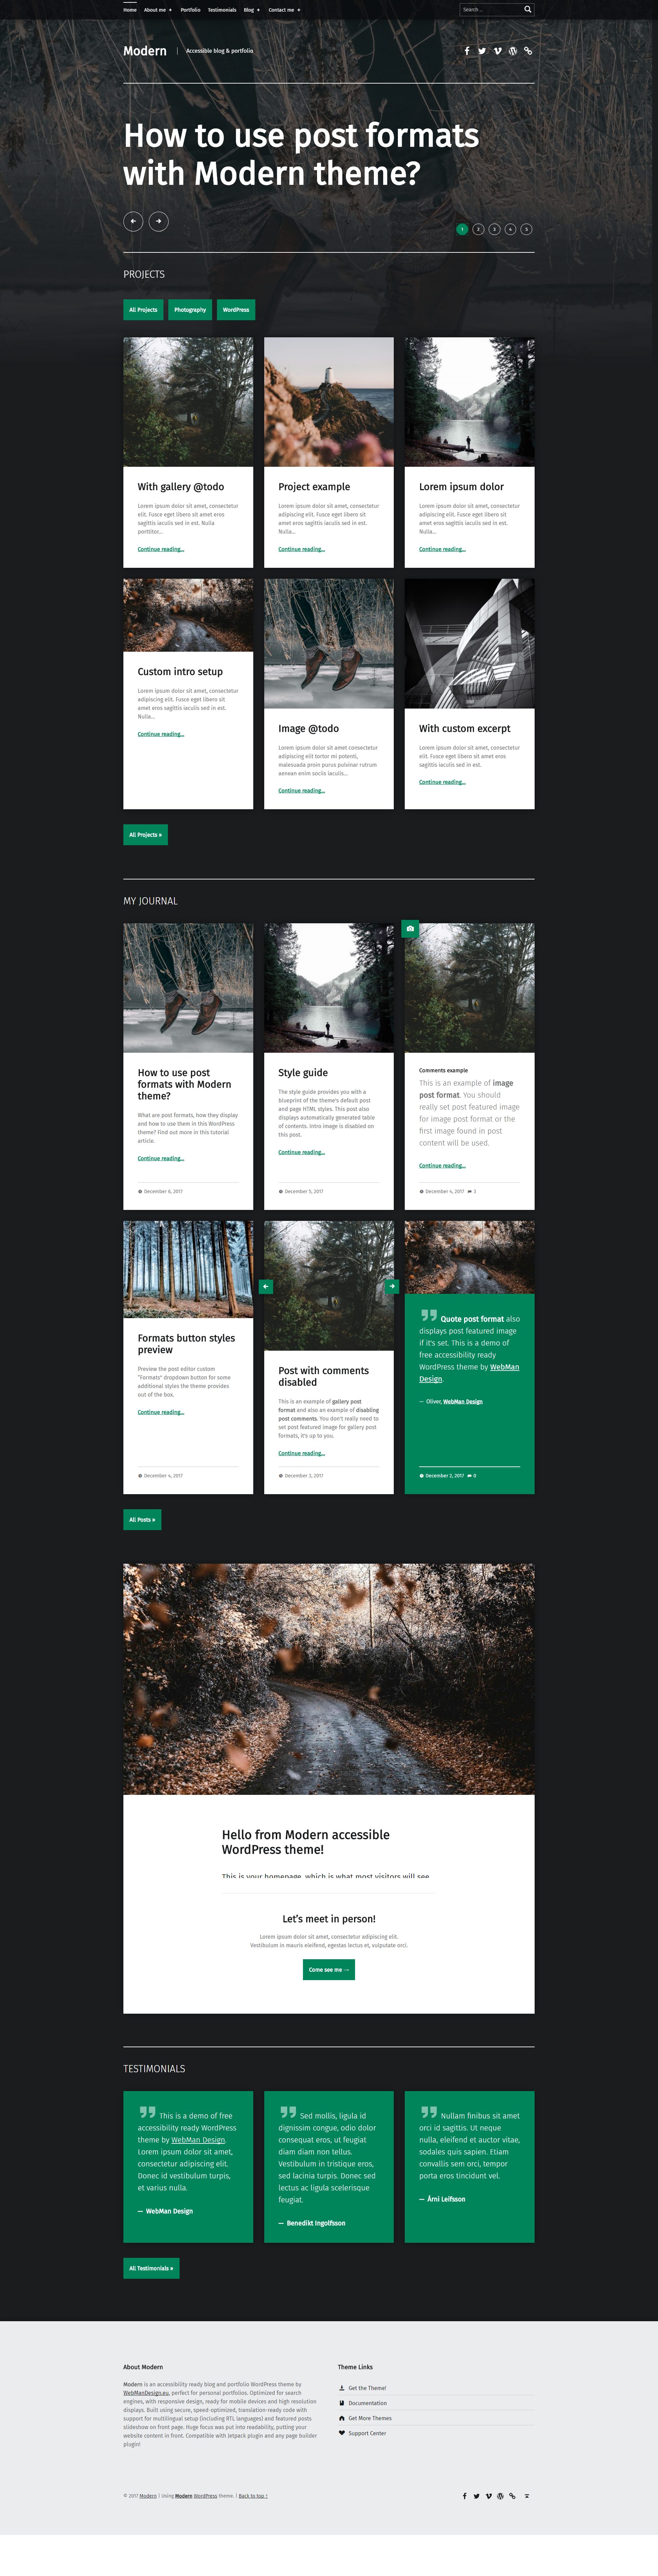 Home About me + Portfolio Testimonials Blog + Contact me + Search ...
Modern Accessible blog & portfolio
How to use post formats
with Modern theme?
1 2 3 4 5
PROJECTS
All Projects Photography WordPress
With gallery @todo
Lorem ipsum dolor sit amet, consectetur
elit. Fusce eget libero sit amet eros
sagittis iaculis sed in est. Nulla
porttitor…
Continue reading…
Project example
Lorem ipsum dolor sit amet, consectetur
adipiscing elit. Fusce eget libero sit
amet eros sagittis iaculis sed in est.
Nulla…
Continue reading…
Lorem ipsum dolor
Lorem ipsum dolor sit amet, consectetur
adipiscing elit. Fusce eget libero sit
amet eros sagittis iaculis sed in est.
Nulla…
Continue reading…
Custom intro setup
Lorem ipsum dolor sit amet, consectetur
adipiscing elit. Fusce eget libero sit
amet eros sagittis iaculis sed in est.
Nulla…
Continue reading…
Image @todo
Lorem ipsum dolor sit amet consectetur
adipiscing elit tortor mi potenti,
malesuada proin purus pulvinar rutrum
aenean enim sociis iaculis…
Continue reading…
With custom excerpt
Lorem ipsum dolor sit amet, consectetur
elit. Fusce eget libero sit amet eros
sagittis iaculis sed in est.
Continue reading…
All Projects »
MY JOURNAL
How to use post
formats with Modern
theme?
What are post formats, how they display
and how to use them in this WordPress
theme? Find out more in this tutorial
article.
Continue reading…
December 6, 2017
Style guide
The style guide provides you with a
blueprint of the theme's default post
and page HTML styles. This post also
displays automatically generated table
of contents. Intro image is disabled on
this post.
Continue reading…
December 5, 2017
Comments example
This is an example of image
post format. You should
really set post featured image
for image post format or the
first image found in post
content will be used.
Continue reading…
December 4, 2017 3
Formats button styles
preview
Preview the post editor custom
"Formats" dropdown button for some
additional styles the theme provides
out of the box.
Continue reading…
December 4, 2017
Post with comments
disabled
This is an example of gallery post
format and also an example of disabling
post comments. You don't really need to
set post featured image for gallery post
formats, it's up to you.
Continue reading…
December 3, 2017
Quote post format also
displays post featured image
if it's set. This is a demo of
free accessibility ready
WordPress theme by WebMan
Design.
— Oliver, WebMan Design
December 2, 2017 0
All Posts »
Hello from Modern accessible
WordPress theme!
This is your homepage, which is what most visitors will see
Let's meet in person!
Lorem ipsum dolor sit amet, consectetur adipiscing elit.
Vestibulum in mauris eleifend, egestas lectus et, vulputate orci.
Come see me →
TESTIMONIALS
This is a demo of free
accessibility ready WordPress
theme by WebMan Design.
Lorem ipsum dolor sit amet,
consectetur adipiscing elit.
Donec id vestibulum turpis,
et varius nulla.
— WebMan Design
Sed mollis, ligula id
dignissim congue, odio dolor
consequat eros, ut feugiat
diam diam non tellus.
Vestibulum in tristique eros,
sed lacinia turpis. Donec sed
lectus ac ligula scelerisque
feugiat.
— Benedikt Ingolfsson
Nullam finibus sit amet
orci id sagittis. Ut neque
nulla, eleifend et auctor vitae,
sodales quis sapien. Etiam
convallis sem orci, tempor
porta eros tincidunt vel.
— Árni Leifsson
All Testimonials »
About Modern
Modern is an accessibility ready blog and portfolio WordPress theme by
WebManDesign.eu, perfect for personal portfolios. Optimized for search
engines, with responsive design, ready for mobile devices and high resolution
displays. Built using secure, speed-optimized, translation-ready code with
support for multilingual setup (including RTL languages) and featured posts
slideshow on front page. Huge focus was put into readability, putting your
website content in front. Compatible with Jetpack plugin and any page builder
plugin!
Theme Links
Get the Theme!
Documentation
Get More Themes
Support Center
© 2017 Modern | Using Modern WordPress theme. | Back to top ↑